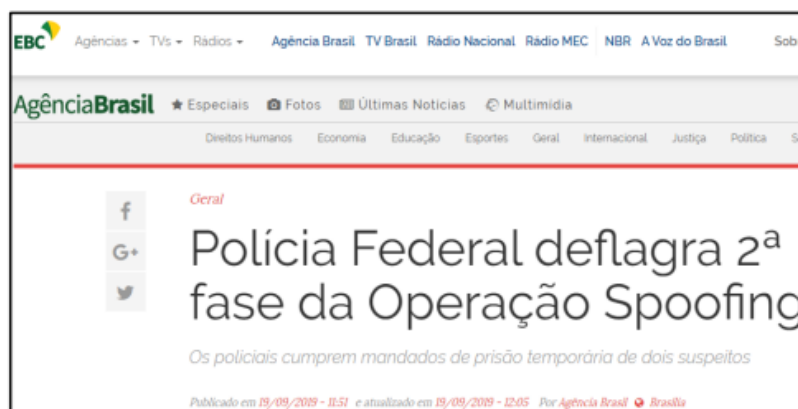 EBC Agências TVs Rádios Agência Brasil TV Brasil Rádio Nacional Rádio MEC NBR A Voz do Brasil
AgênciaBrasil Especiais Fotos Últimas Notícias Multimídia
Direitos Humanos Economia Educação Esportes Geral Internacional Justiça Política
Geral
Polícia Federal deflagra 2ª
fase da Operação Spoofing
Os policiais cumprem mandados de prisão temporária de dois suspeitos
Publicado em 19/09/2019 - 11:51 e atualizado em 19/09/2019 - 12:05 Por Agência Brasil Brasília